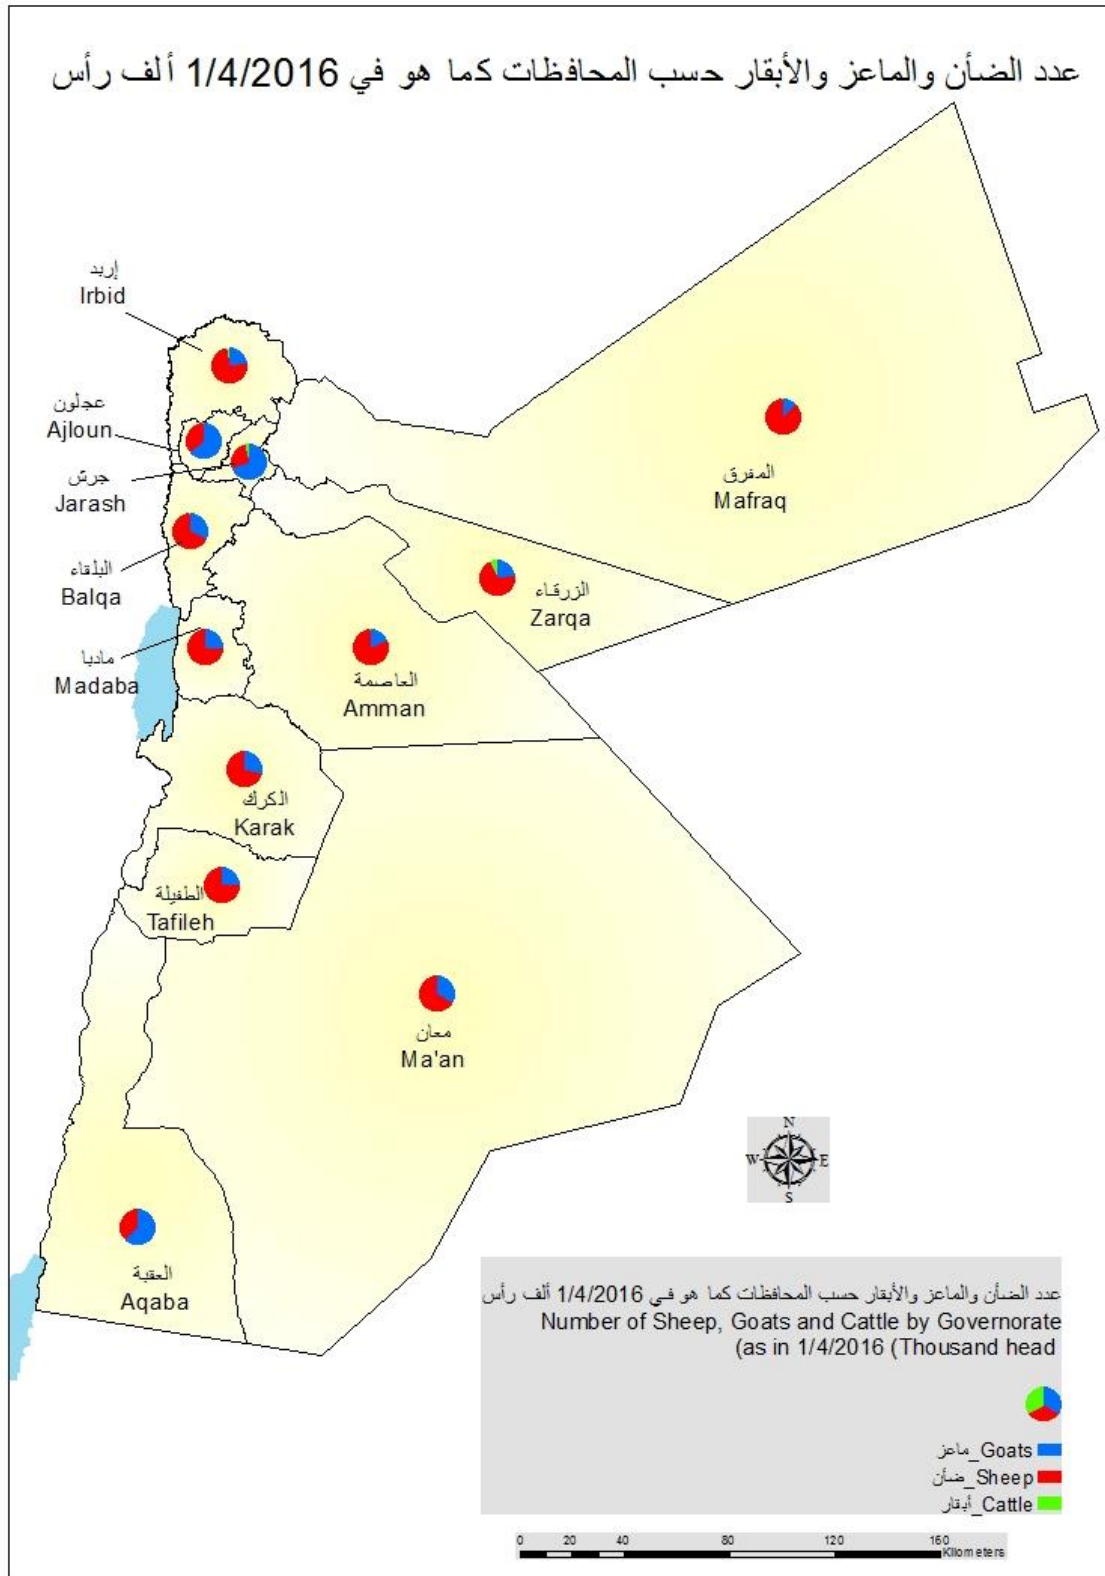 عدد الضأن والماعز والأبقار حسب المحافظات كما هو في 1/4/2016 ألف رأس
إربد
Irbid
عجلون
Ajloun
جرش
Jarash
البلقاء
Balqa
مادبا
Madaba
المفرق
Mafraq
الزرقاء
Zarqa
العاصمة
Amman
الكرك
Karak
الطفيلة
Tafileh
معان
Ma'an
العقبة
Aqaba
N
W E
S
عدد الضأن والماعز والأبقار حسب المحافظات كما هو في 1/4/2016 ألف رأس
Number of Sheep, Goats and Cattle by Governorate
(as in 1/4/2016 (Thousand head
ماعز_Goats
ضأن_Sheep
أبقار_Cattle
0 20 40 80 120 160
Kilometers